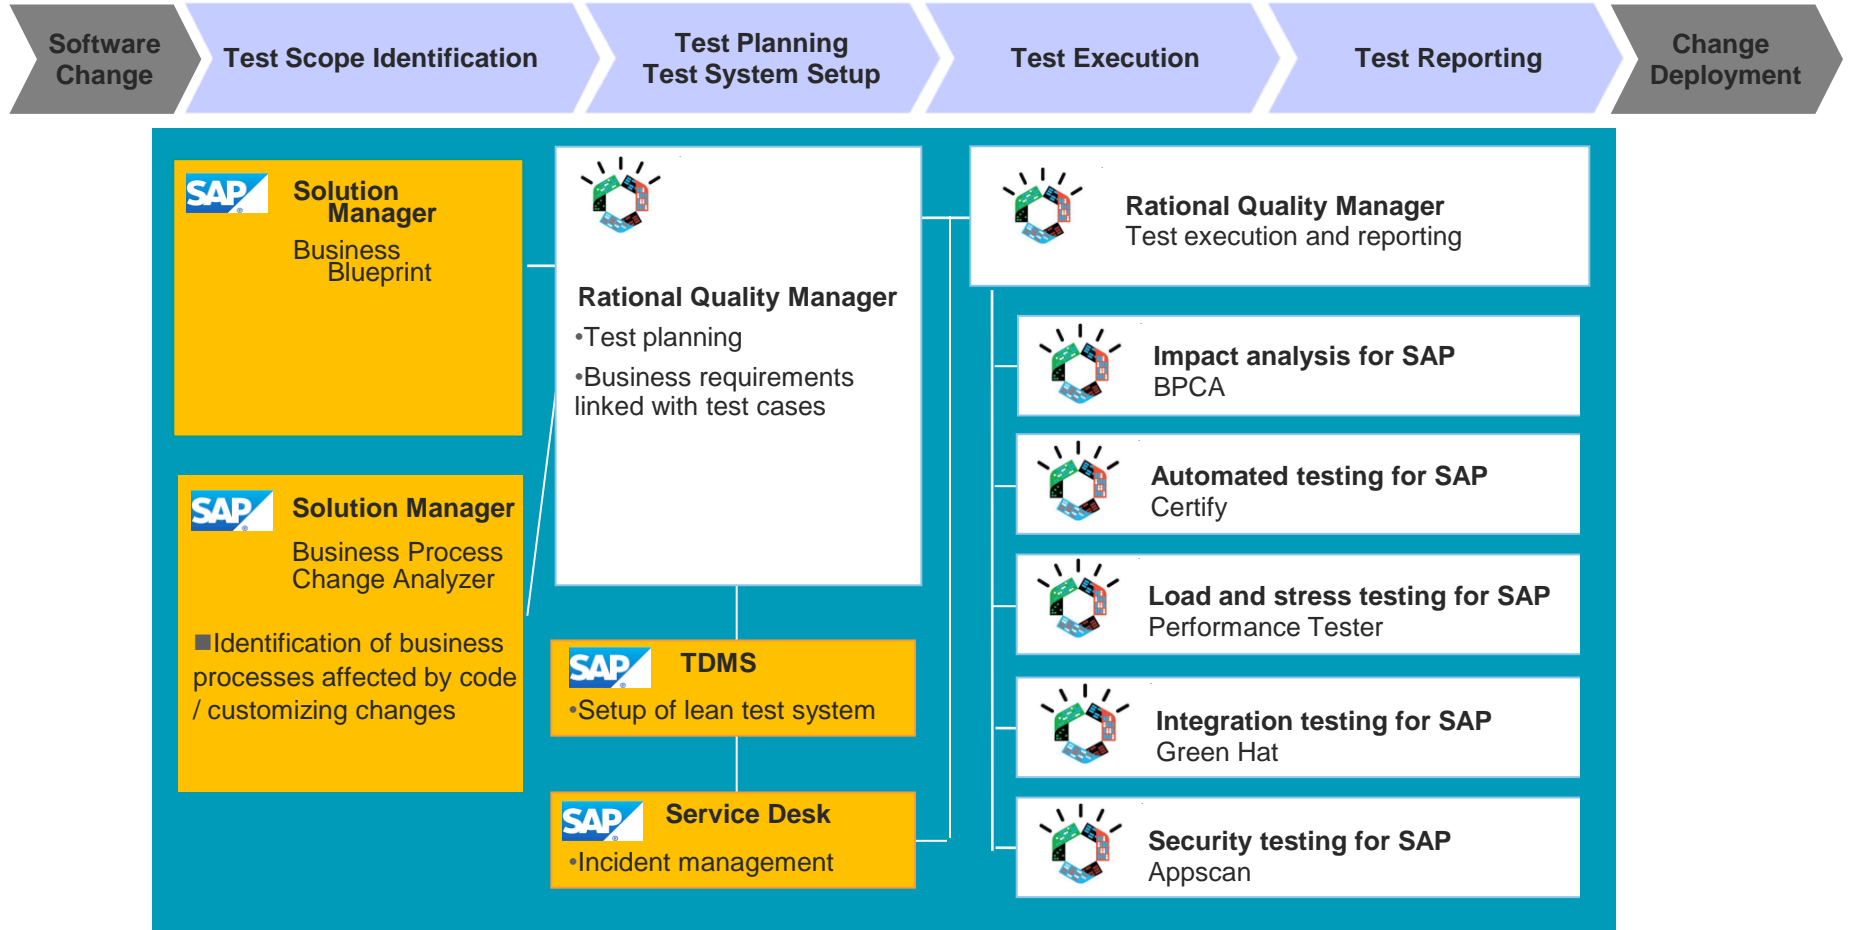 Software
Change
Test Scope Identification
Test Planning
Test System Setup
Test Execution
Test Reporting
Change
Deployment
SAP
Solution
Manager
Business
Blueprint
SAP
Solution Manager
Business Process
Change Analyzer
■Identification of business
processes affected by code
/ customizing changes
Rational Quality Manager
•Test planning
•Business requirements
linked with test cases
SAP
TDMS
•Setup of lean test system
SAP
Service Desk
•Incident management
Rational Quality Manager
Test execution and reporting
Impact analysis for SAP
BPCA
Automated testing for SAP
Certify
Load and stress testing for SAP
Performance Tester
Integration testing for SAP
Green Hat
Security testing for SAP
Appscan